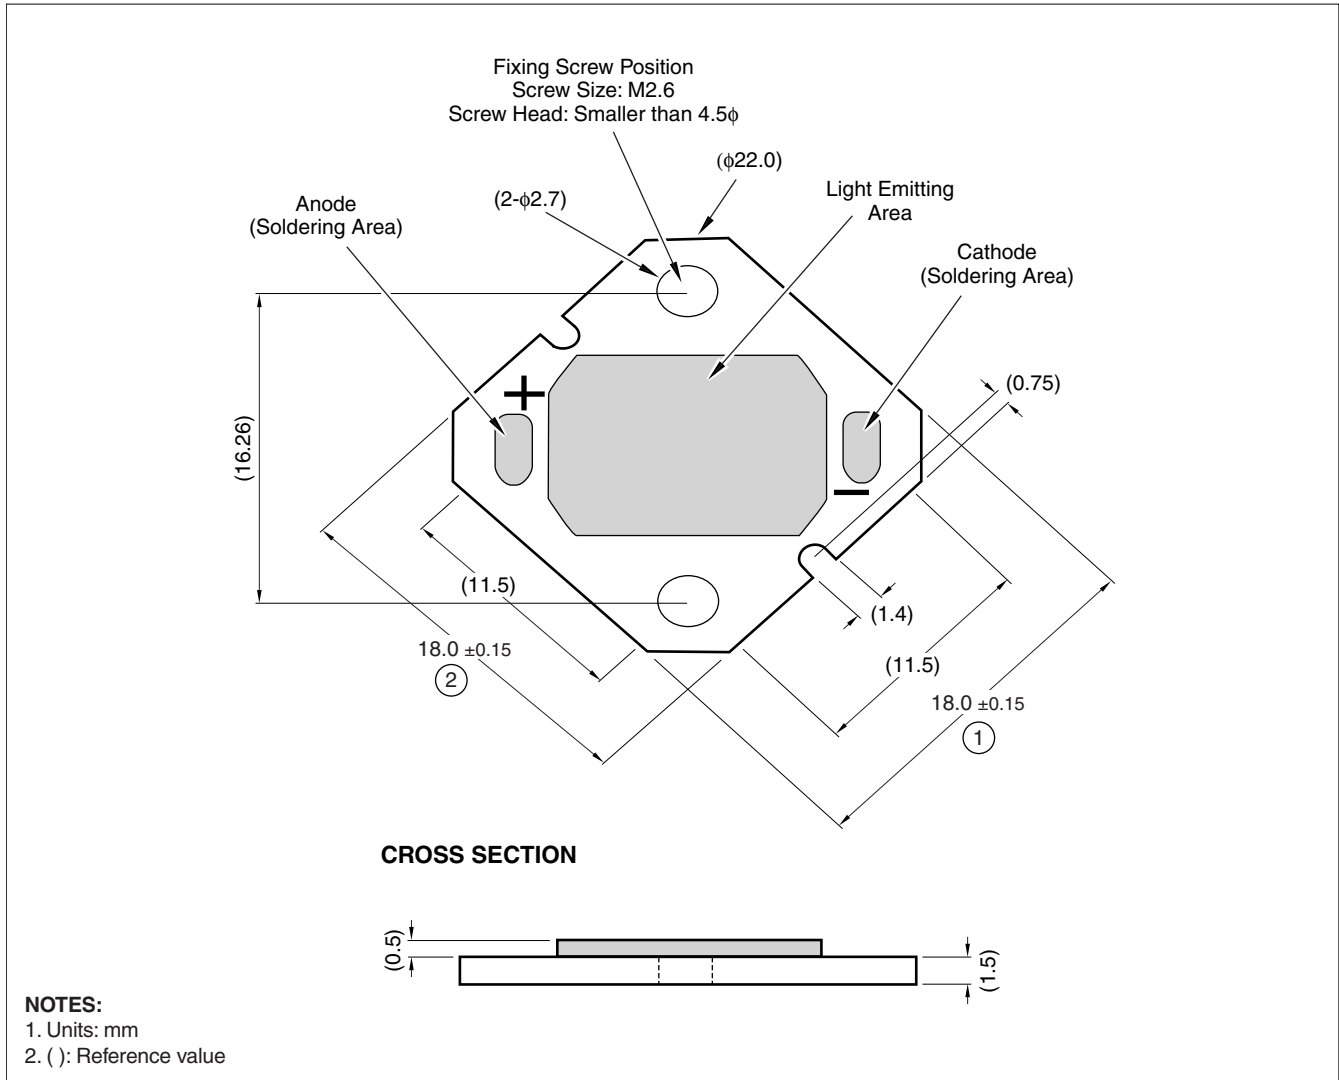 Fixing Screw Position
Screw Size: M2.6
Screw Head: Smaller than 4.5ϕ
(ϕ22.0)
(2-ϕ2.7)
Light Emitting
Area
Anode
(Soldering Area)
Cathode
(Soldering Area)
(0.75)
+
(16.26)
−
(11.5)
(1.4)
18.0 ±0.15
2
(11.5)
18.0 ±0.15
1
CROSS SECTION
(0.5)
(1.5)
NOTES:
1. Units: mm
2. ( ): Reference value